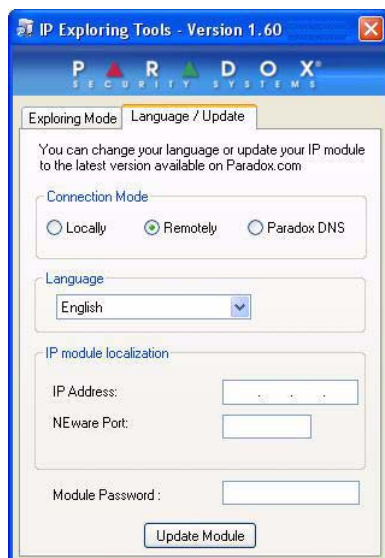 IP Exploring Tools - Version 1.60
PARADOX®
SECURITY SYSTEMS
Exploring Mode
Language / Update
You can change your language or update your IP module
to the latest version available on Paradox.com
Connection Mode
Locally
Remotely
Paradox DNS
Language
English
IP module localization
IP Address:
. . .
NEware Port:
Module Password :
Update Module